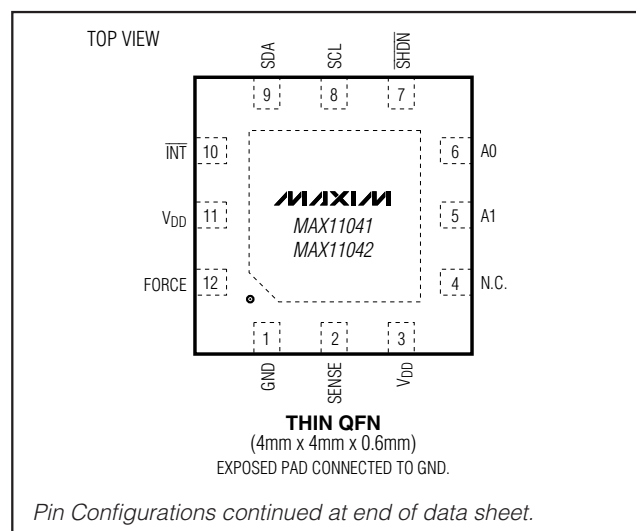 TOP VIEW
SDA
SCL
SHDN
9
8
7
INT
10
6
A0
MAXIM
VDD
11
MAX11041
5
A1
MAX11042
FORCE
12
4
N.C.
1
2
3
GND
SENSE
VDD
THIN QFN
(4mm x 4mm x 0.6mm)
EXPOSED PAD CONNECTED TO GND.
Pin Configurations continued at end of data sheet.